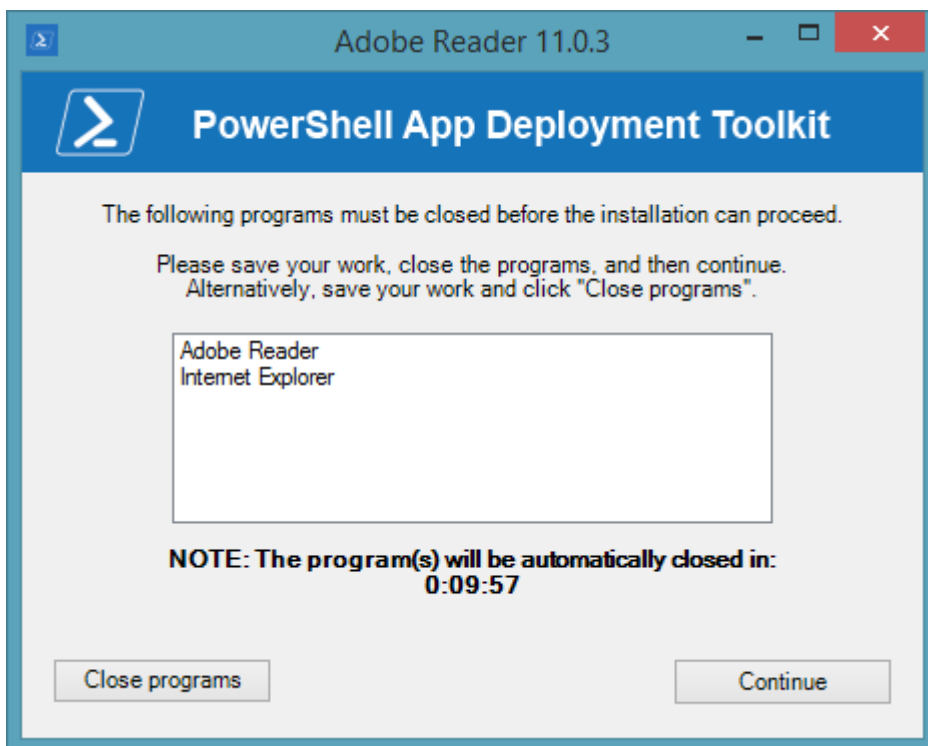 Adobe Reader 11.0.3
PowerShell App Deployment Toolkit
The following programs must be closed before the installation can proceed.
Please save your work, close the programs, and then continue.
Alternatively, save your work and click "Close programs".
Adobe Reader
Internet Explorer
NOTE: The program(s) will be automatically closed in:
0:09:57
Close programs
Continue